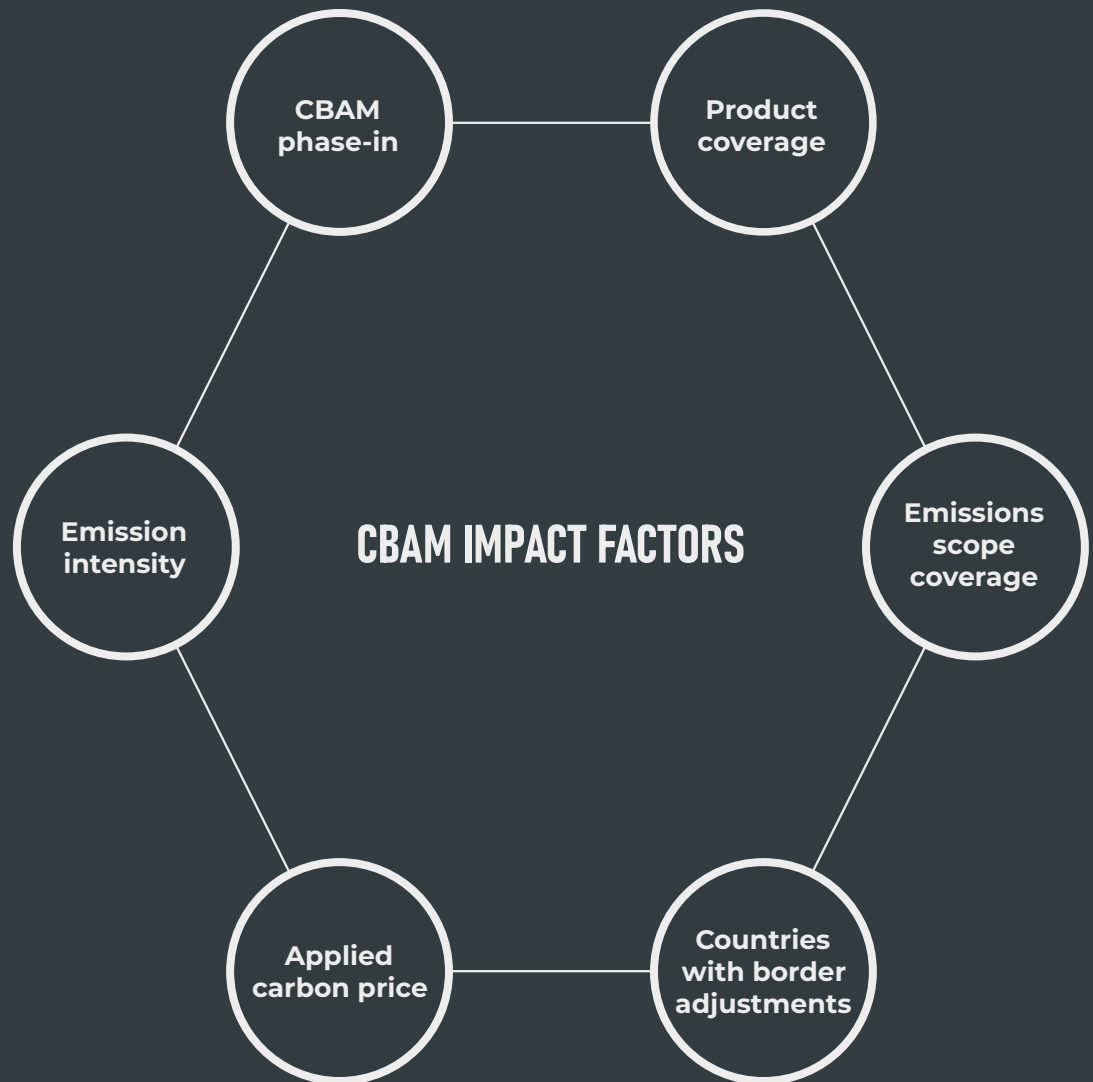 CBAM
phase-in
Product
coverage
Emission
intensity
CBAM IMPACT FACTORS
Emissions
scope
coverage
Applied
carbon price
Countries
with border
adjustments